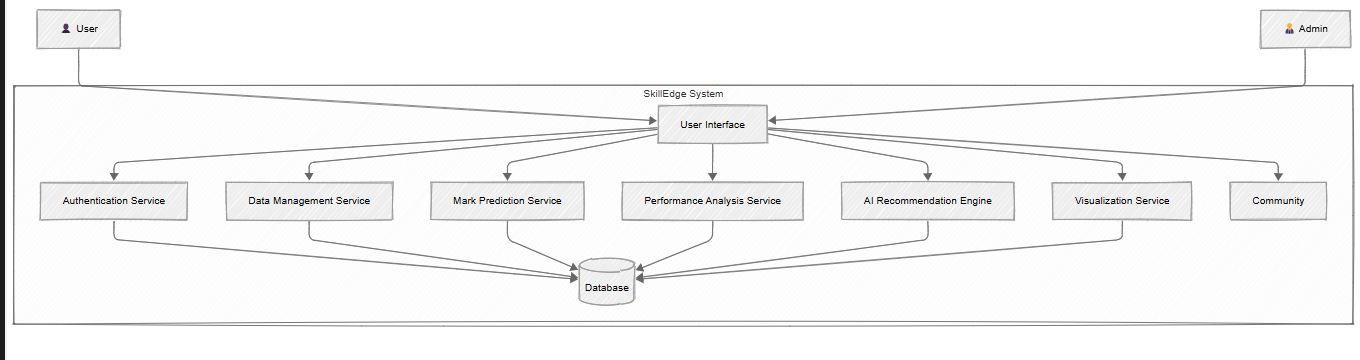 User
Admin
SkillEdge System
User Interface
Authentication Service
Data Management Service
Mark Prediction Service
Performance Analysis Service
AI Recommendation Engine
Visualization Service
Community
Database